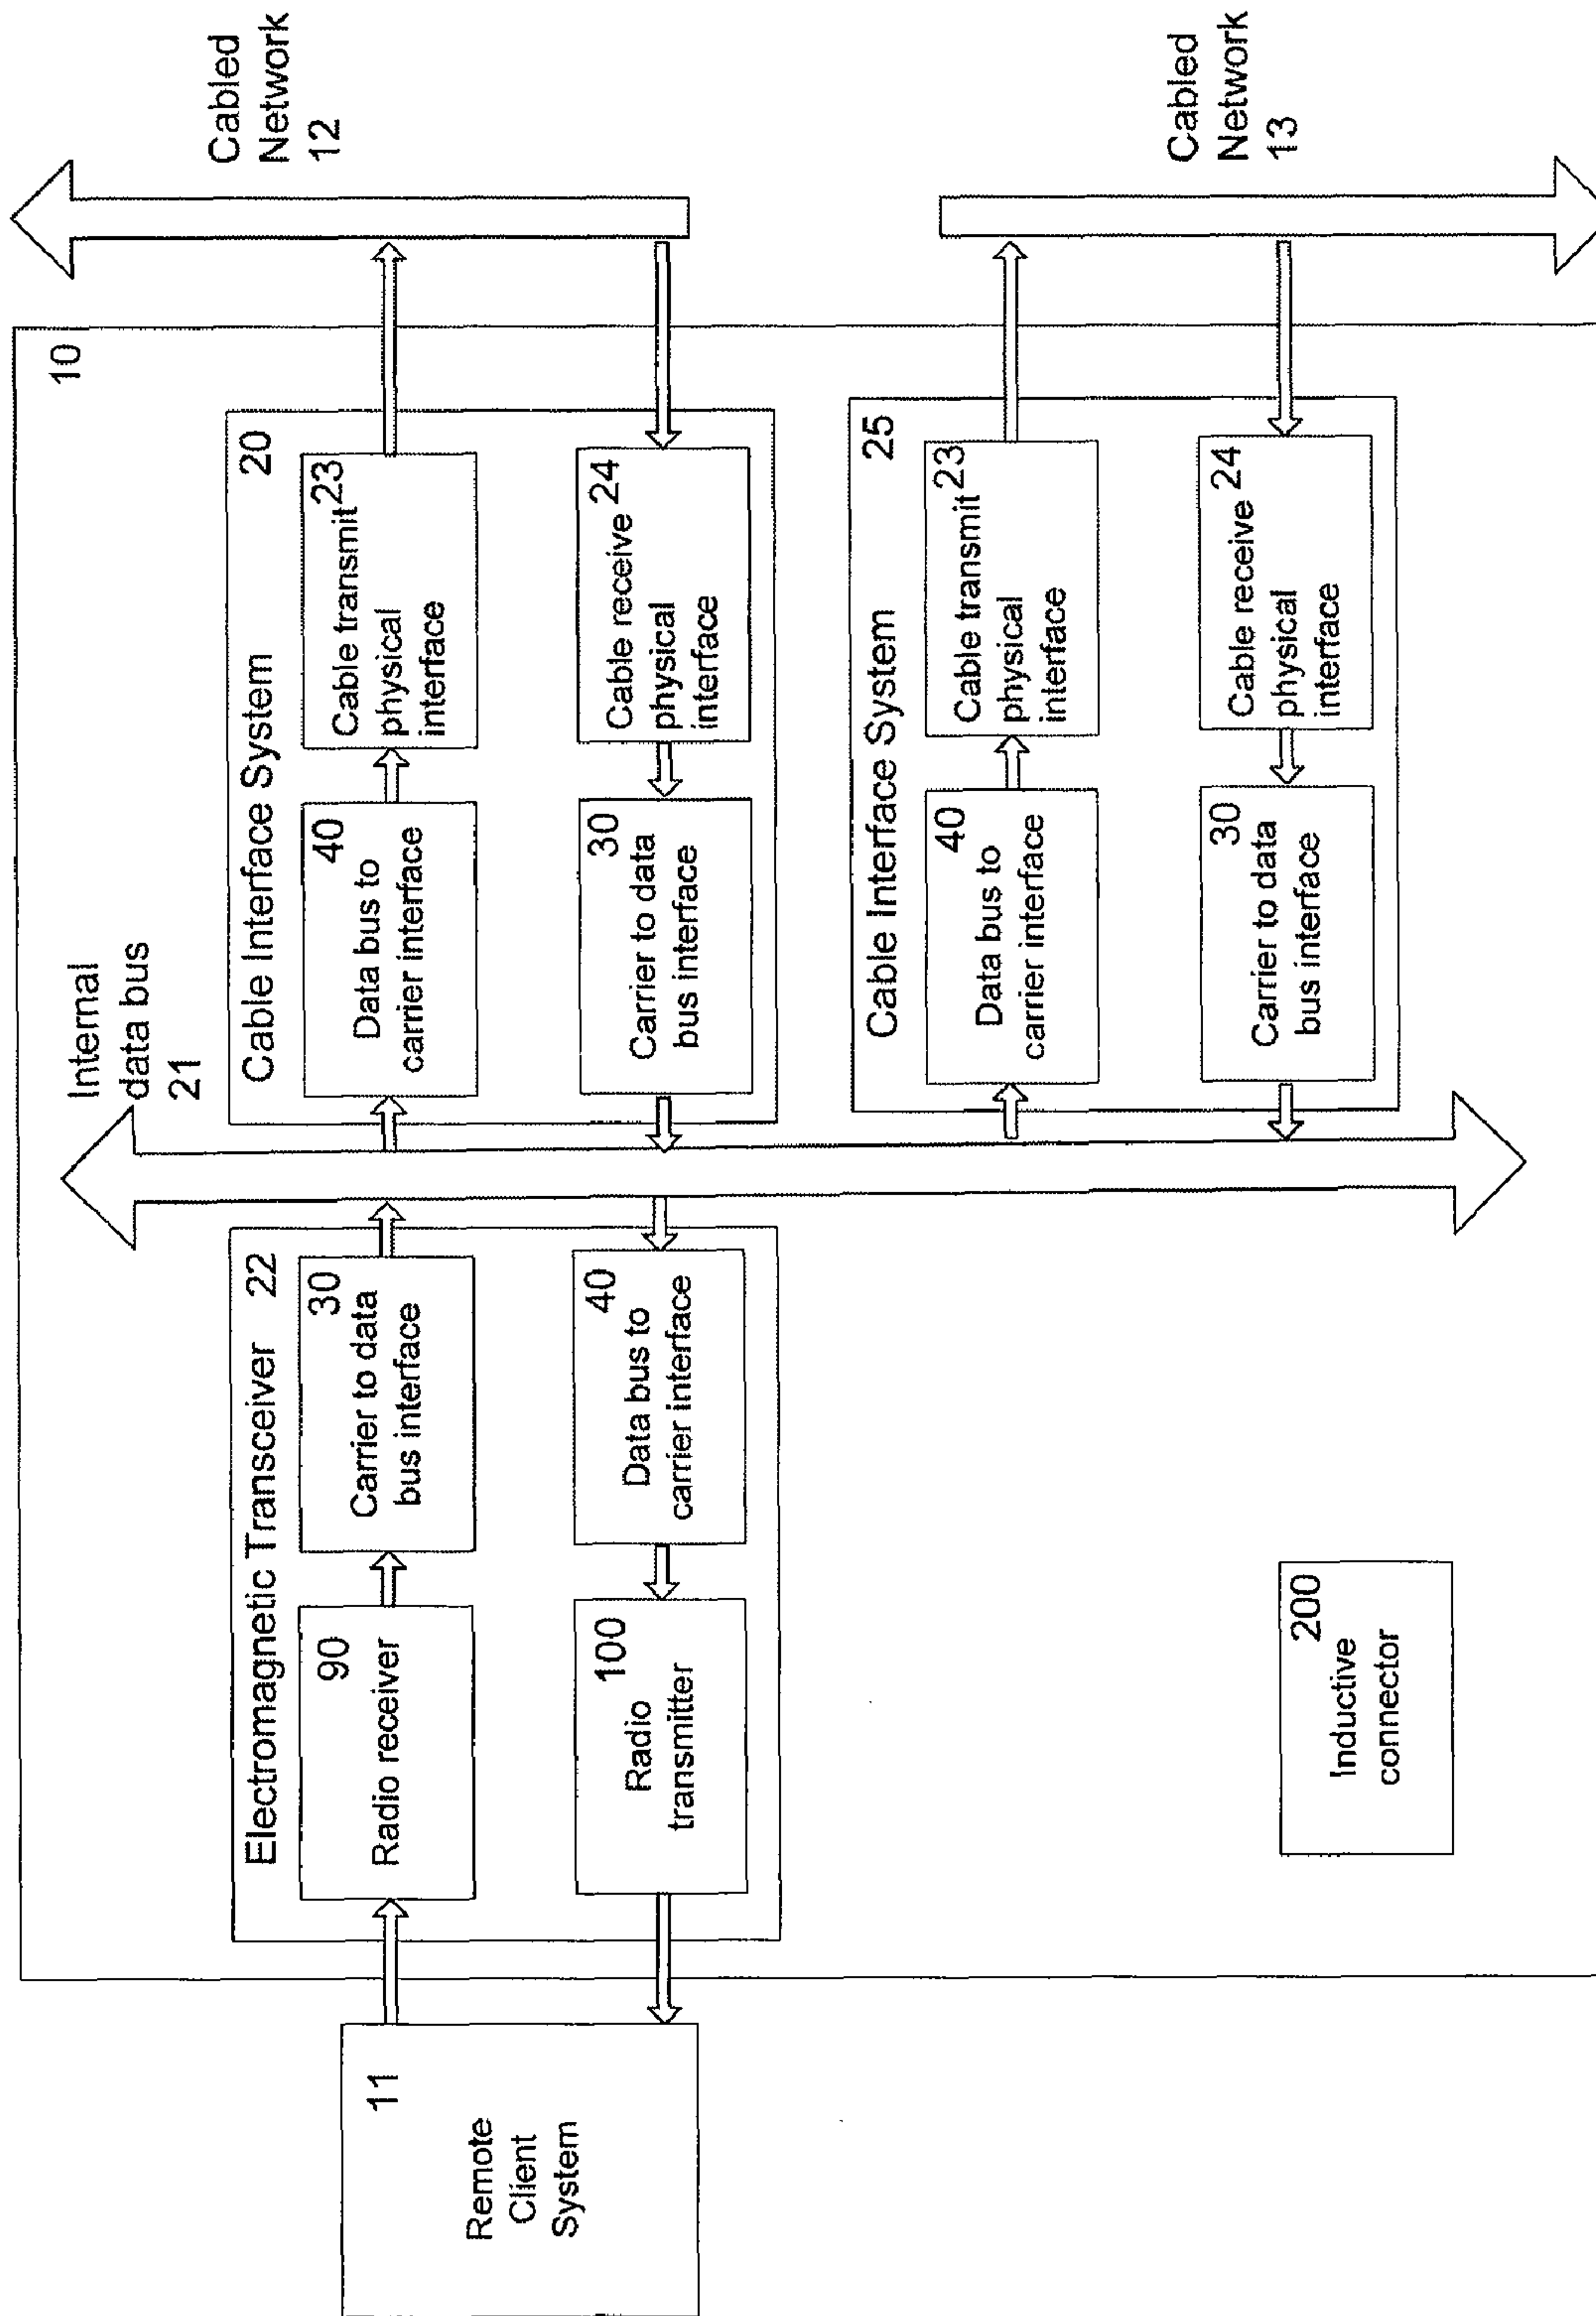 10
Internal
data bus
21
Cabled
Network
12
Electromagnetic Transceiver 22
90
Radio receiver
30
Carrier to data
bus interface
100
Radio
transmitter
40
Data bus to
carrier interface
Cable Interface System 20
40
Data bus to
carrier interface
Cable transmit 23
physical
interface
30
Carrier to data
bus interface
Cable receive 24
physical
interface
11
Remote
Client
System
Cable Interface System 25
40
Data bus to
carrier interface
Cable transmit 23
physical
interface
30
Carrier to data
bus interface
Cable receive 24
physical
interface
Cabled
Network
13
200
Inductive
connector